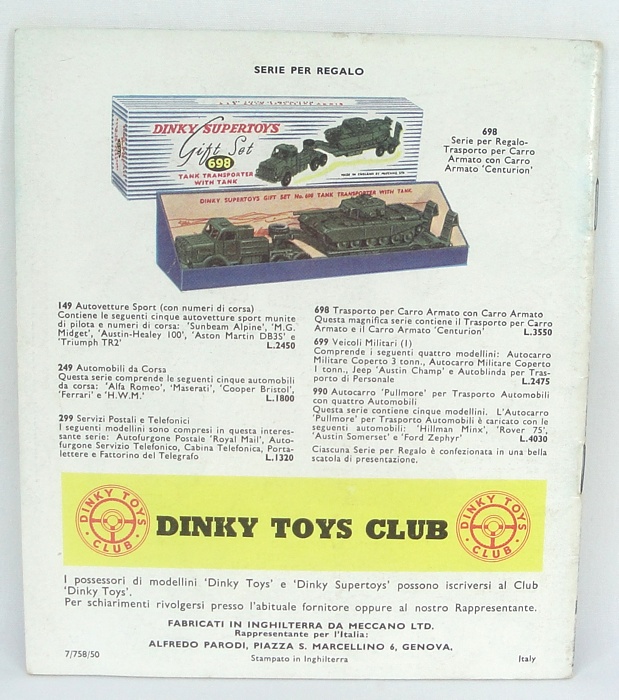 SERIE PER REGALO
DINKY SUPERTOYS
Gift Set
698
TANK TRANSPORTER
WITH TANK
DINKY SUPERTOYS GIFT SET No. 698 TANK TRANSPORTER WITH TANK
698
Serie per Regalo-
Trasporto per Carro
Armato con Carro
Armato 'Centurion'
149 Autovetture Sport (con numeri di corsa)
Contiene le seguenti cinque autovetture sport munite
di pilota e numeri di corsa: 'Sunbeam Alpine', 'M.G.
Midget', 'Austin-Healey 100', 'Aston Martin DB3S' e
'Triumph TR2' L.2450
249 Automobili da Corsa
Questa serie comprende le seguenti cinque automobili
da corsa: 'Alfa Romeo', 'Maserati', 'Cooper Bristol',
'Ferrari' e 'H.W.M.' L.1800
299 Servizi Postali e Telefonici
I seguenti modellini sono compresi in questa interes-
sante serie: Autofurgone Postale 'Royal Mail', Auto-
furgone Servizio Telefonico, Cabina Telefonica, Porta-
lettere e Fattorino del Telegrafo L.1320
698 Trasporto per Carro Armato con Carro Armato
Questa magnifica serie contiene il Trasporto per Carro
Armato e il Carro Armato 'Centurion' L.3550
699 Veicoli Militari (1)
Comprende i seguenti quattro modellini: Autocarro
Militare Coperto 3 tonn., Autocarro Militare Coperto
1 tonn., Jeep 'Austin Champ' e Autoblinda per Tras-
porto di Personale L.2475
990 Autocarro 'Pullmore' per Trasporto Automobili
con quattro Automobili
Questa serie contiene cinque modellini. L'Autocarro
'Pullmore' per Trasporto Automobili è caricato con le
seguenti automobili: 'Hillman Minx', 'Rover 75',
'Austin Somerset' e 'Ford Zephyr' L.4030
Ciascuna Serie per Regalo è confezionata in una bella
scatola di presentazione.
DINKY TOYS
CLUB
DINKY TOYS CLUB
DINKY TOYS
CLUB
I possessori di modellini 'Dinky Toys' e 'Dinky Supertoys' possono iscriversi al Club
'Dinky Toys'.
Per schiarimenti rivolgersi presso l'abituale fornitore oppure al nostro Rappresentante.
FABRICATI IN INGHILTERRA DA MECCANO LTD.
Rappresentante per l'Italia:
ALFREDO PARODI, PIAZZA S. MARCELLINO 6, GENOVA.
7/758/50 Stampato in Inghilterra Italy